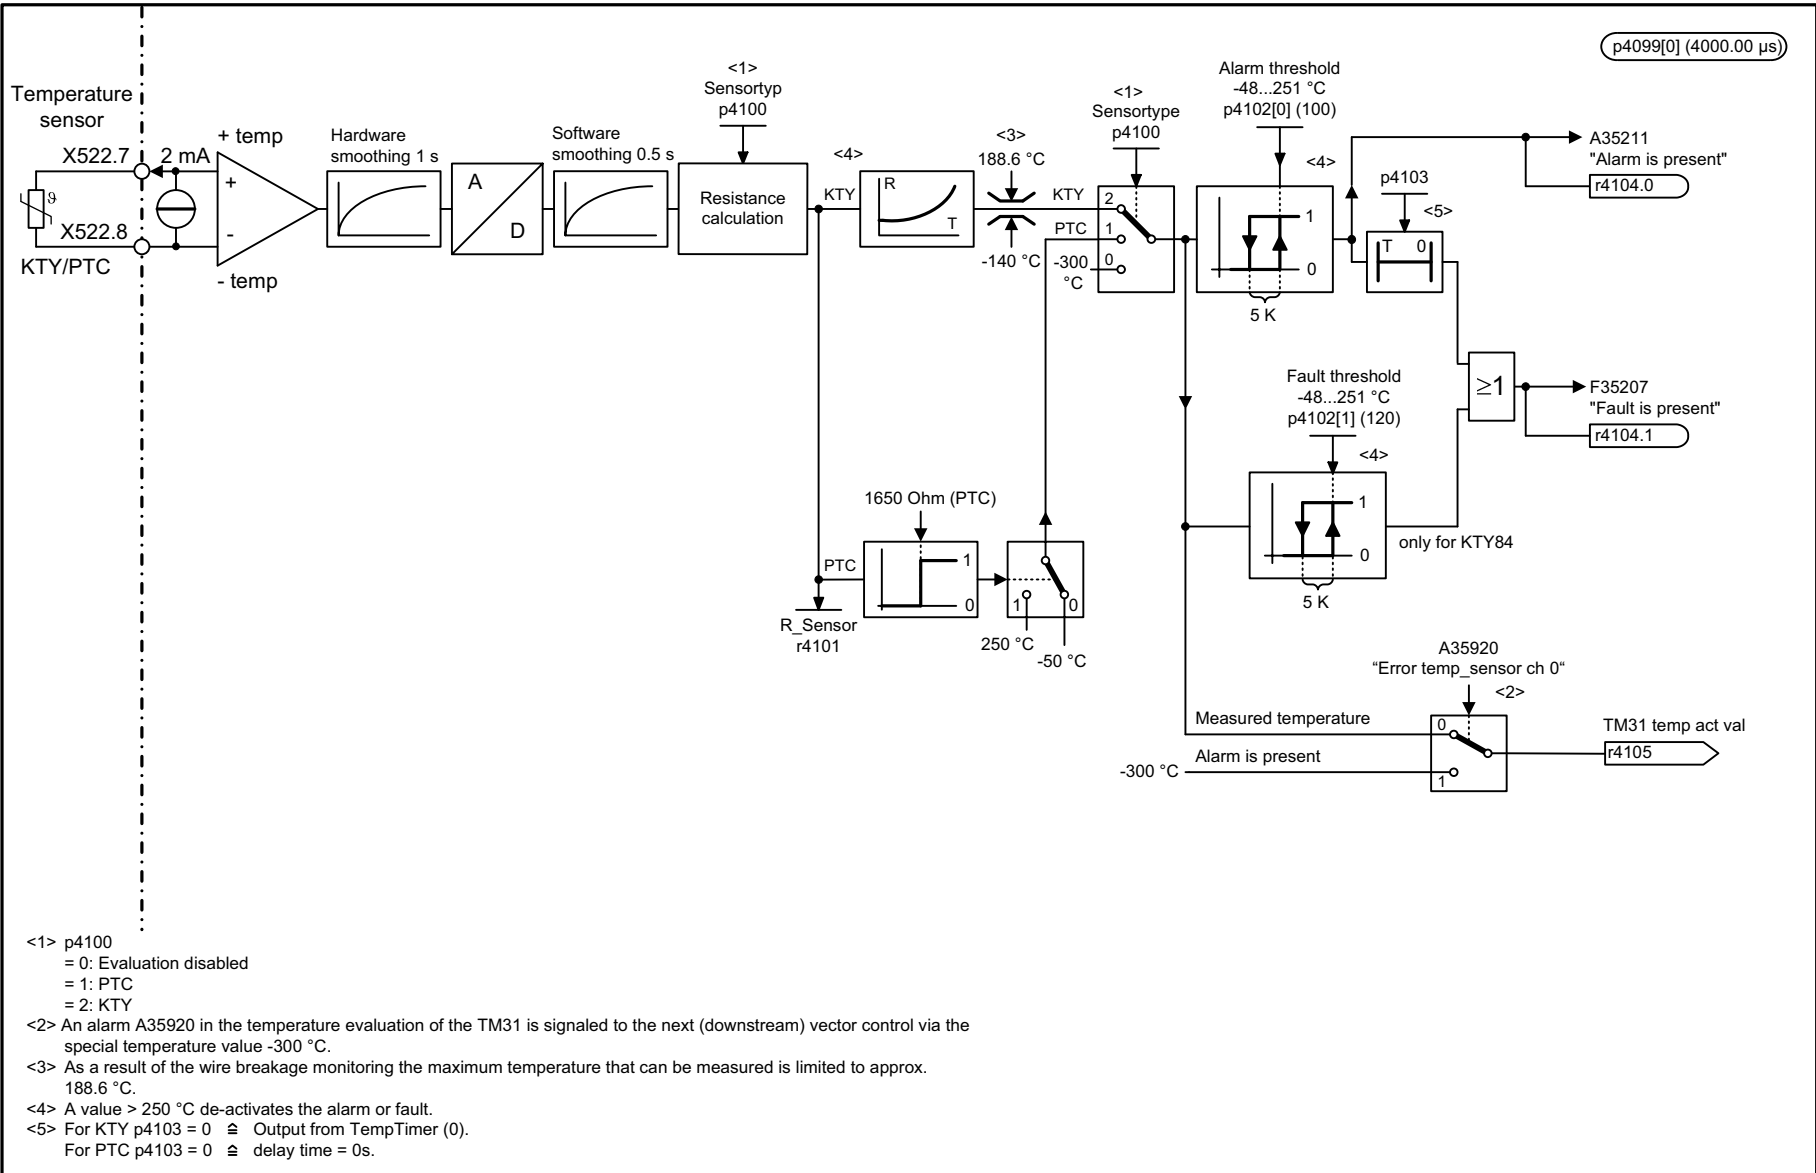 p4099[0] (4000.00 µs)
Temperature
sensor
X522.7
X522.8
KTY/PTC
ϑ
2 mA
+ temp
+
-
- temp
Hardware
smoothing 1 s
A
D
Software
smoothing 0.5 s
<1>
Sensortyp
p4100
Resistance
calculation
<4>
KTY
R
T
<3>
188.6 °C
-140 °C
<1>
Sensortype
p4100
KTY
2
PTC
1
-300
°C
0
Alarm threshold
-48...251 °C
p4102[0] (100)
<4>
1
0
5 K
p4103
<5>
T 0
A35211
"Alarm is present"
r4104.0
≥1
F35207
"Fault is present"
r4104.1
Fault threshold
-48...251 °C
p4102[1] (120)
<4>
1
0
5 K
only for KTY84
1650 Ohm (PTC)
PTC
1
0
R_Sensor
r4101
1 0
250 °C
-50 °C
A35920
“Error temp_sensor ch 0“
<2>
Measured temperature
0
Alarm is present
-300 °C
1
TM31 temp act val
r4105
<1> p4100
= 0: Evaluation disabled
= 1: PTC
= 2: KTY
<2> An alarm A35920 in the temperature evaluation of the TM31 is signaled to the next (downstream) vector control via the
special temperature value -300 °C.
<3> As a result of the wire breakage monitoring the maximum temperature that can be measured is limited to approx.
188.6 °C.
<4> A value > 250 °C de-activates the alarm or fault.
<5> For KTY p4103 = 0 ≙ Output from TempTimer (0).
For PTC p4103 = 0 ≙ delay time = 0s.